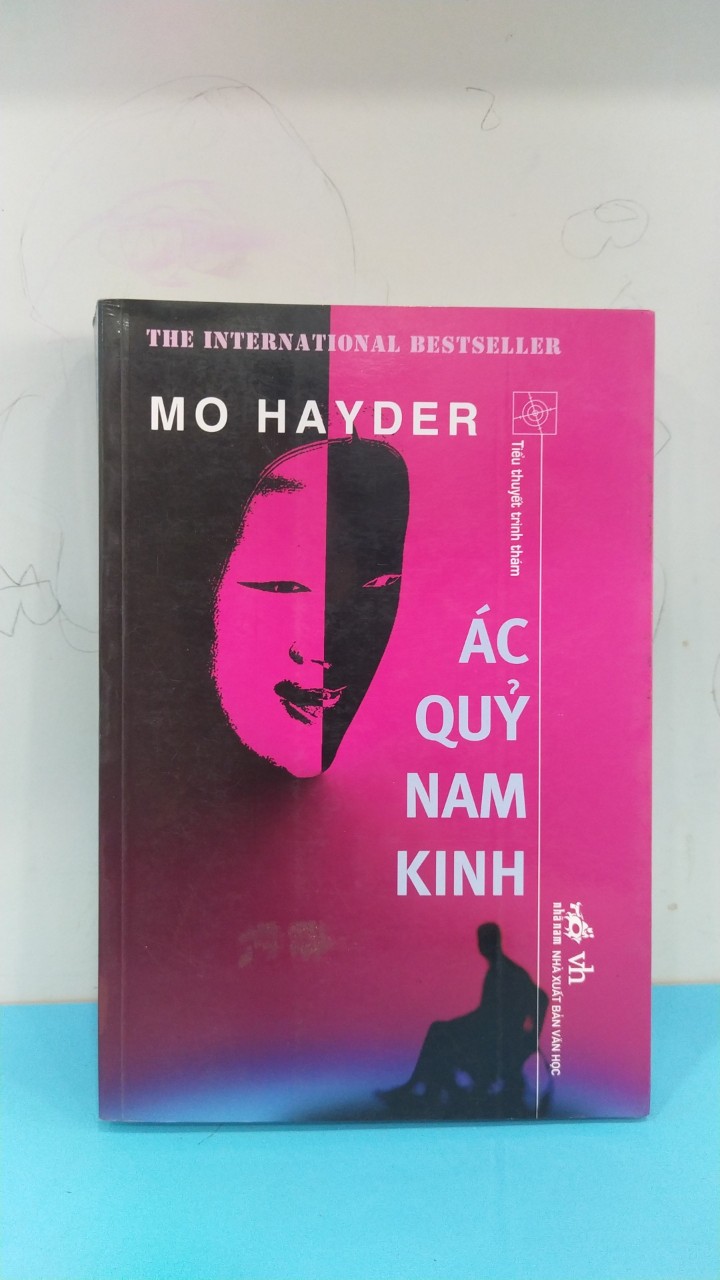 THE INTERNATIONAL BESTSELLER
MO HAYDER
Tiểu thuyết trinh thám
ÁC
QUỶ
NAM
KINH
nhã nam
vh
NHÀ XUẤT BẢN VĂN HỌC